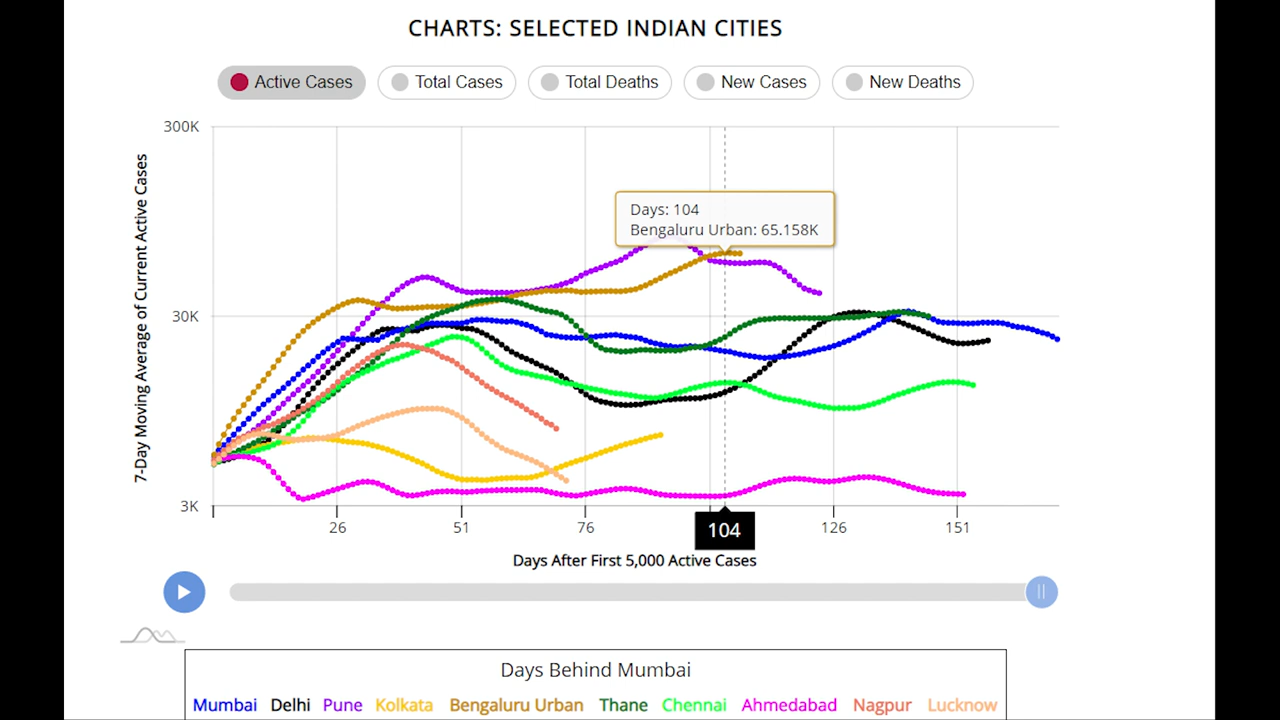 CHARTS: SELECTED INDIAN CITIES
Active Cases Total Cases Total Deaths New Cases New Deaths
300K
Days: 104
Bengaluru Urban: 65.158K
7-Day Moving Average of Current Active Cases
30K
3K
26 51 76 104 126 151
Days After First 5,000 Active Cases
Days Behind Mumbai
Mumbai Delhi Pune Kolkata Bengaluru Urban Thane Chennai Ahmedabad Nagpur Lucknow